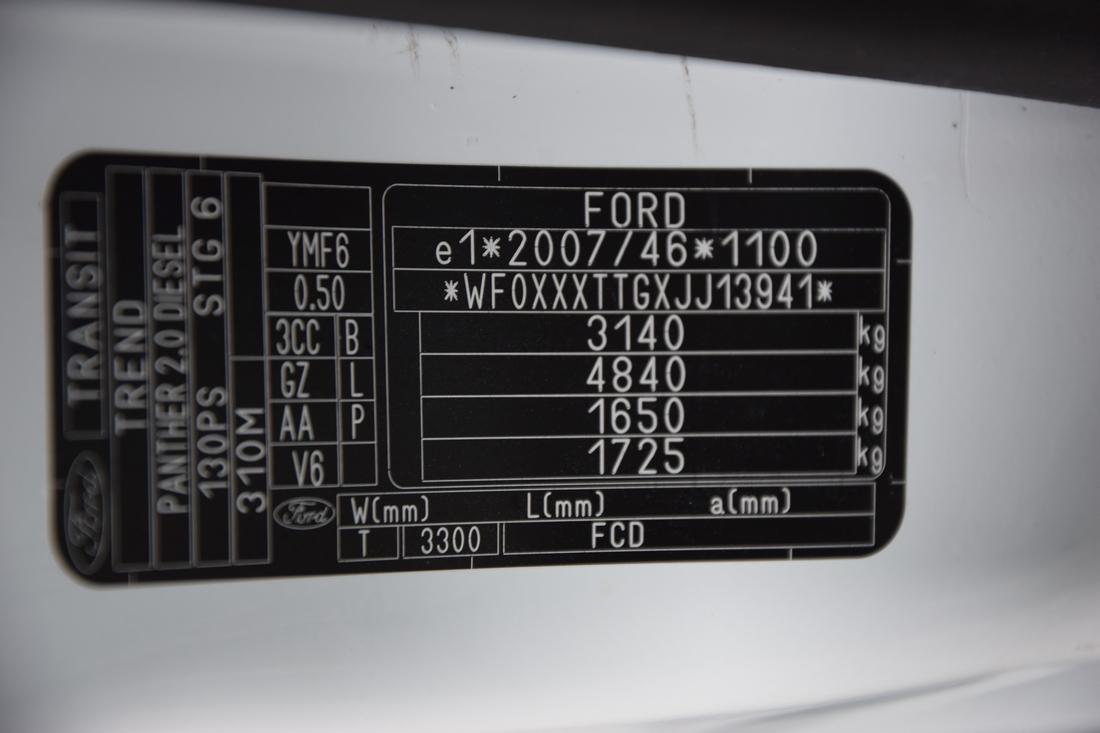 TRANSIT
Ford
TREND
PANTHER 2.0 DIESEL
130PS STG 6
310M
YMF6
0.50
3CC B
GZ L
AA P
V6
FORD
e1*2007/46*1100
*WF0XXXTTGXJJ13941*
3140 kg
4840 kg
1650 kg
1725 kg
Ford
W(mm) L(mm) a(mm)
T 3300 FCD